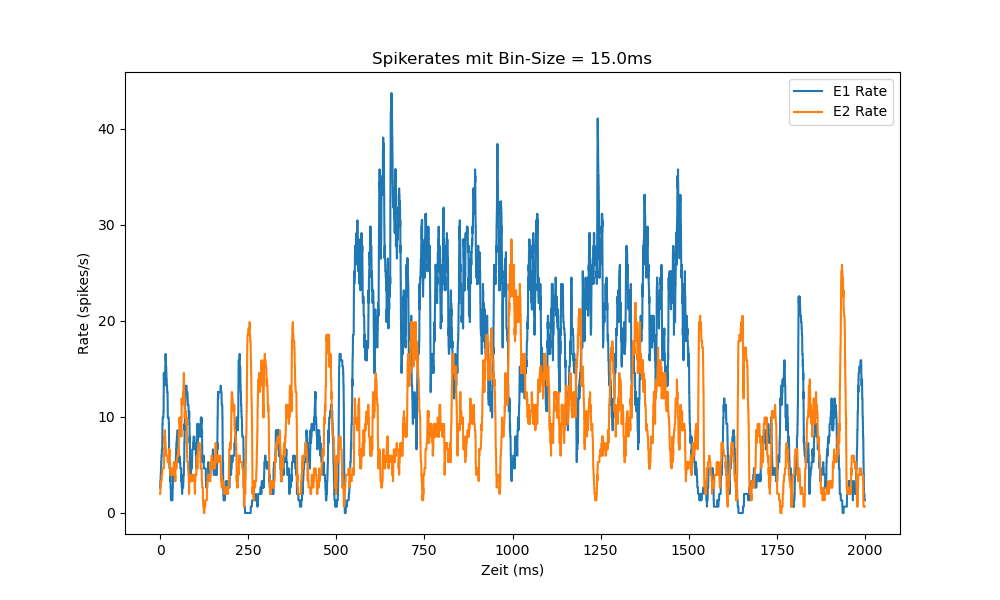 Spikerates mit Bin-Size = 15.0ms
E1 Rate
E2 Rate
40
30
20
10
0
Rate (spikes/s)
0 250 500 750 1000 1250 1500 1750 2000
Zeit (ms)